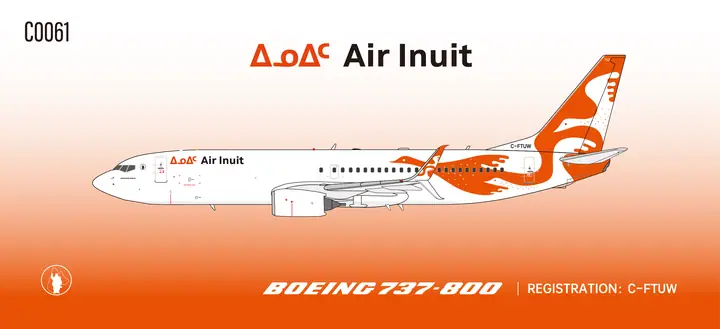 C0061
ᐃᓄᐃᑦ Air Inuit
ᐃᓄᐃᑦ Air Inuit
C-FTUW
BOEING 737-800 | REGISTRATION: C-FTUW